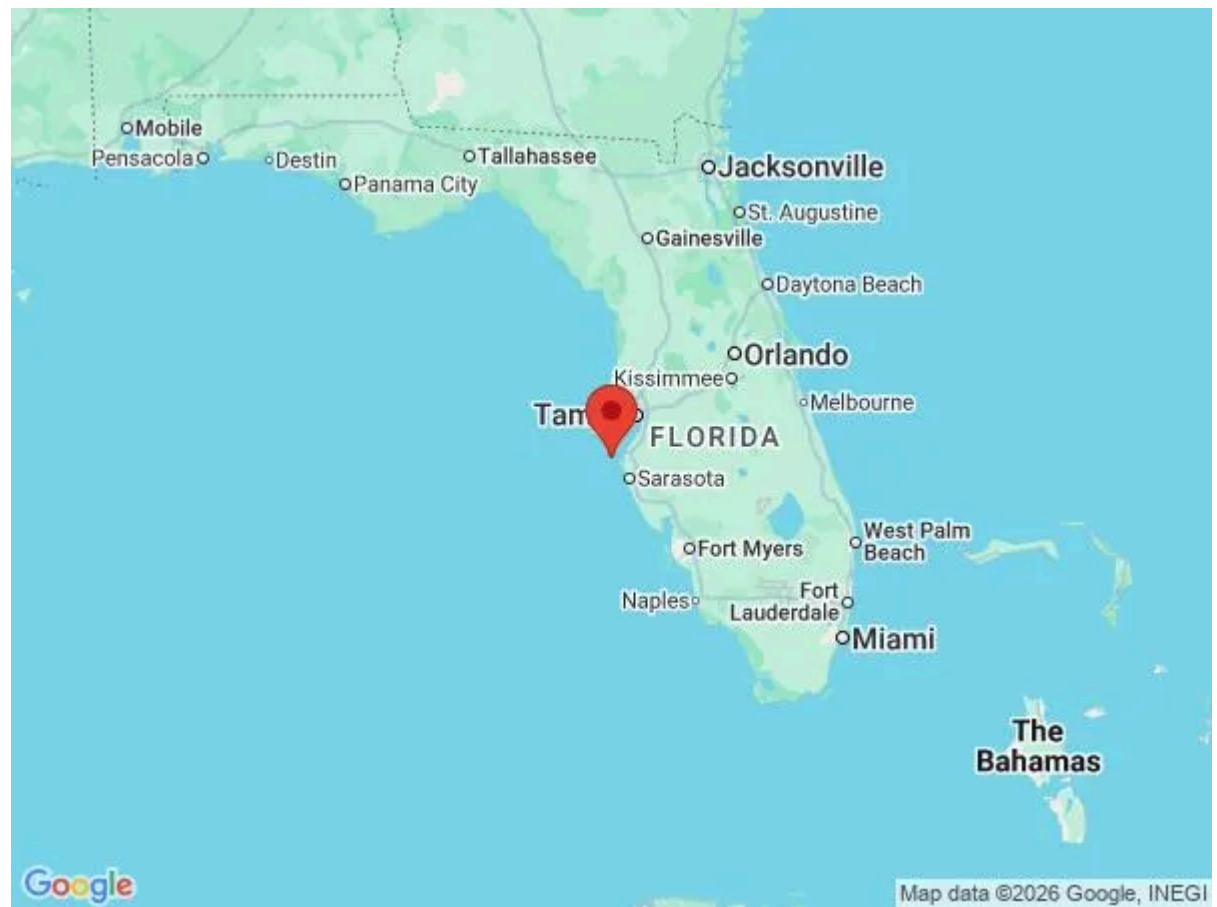 Mobile
Pensacola
Destin
Tallahassee
Panama City
Jacksonville
St. Augustine
Gainesville
Daytona Beach
Orlando
Kissimmee
Melbourne
Tam
FLORIDA
Sarasota
West Palm
Beach
Fort Myers
Naples
Fort
Lauderdale
Miami
The
Bahamas
Google
Map data ©2026 Google, INEGI